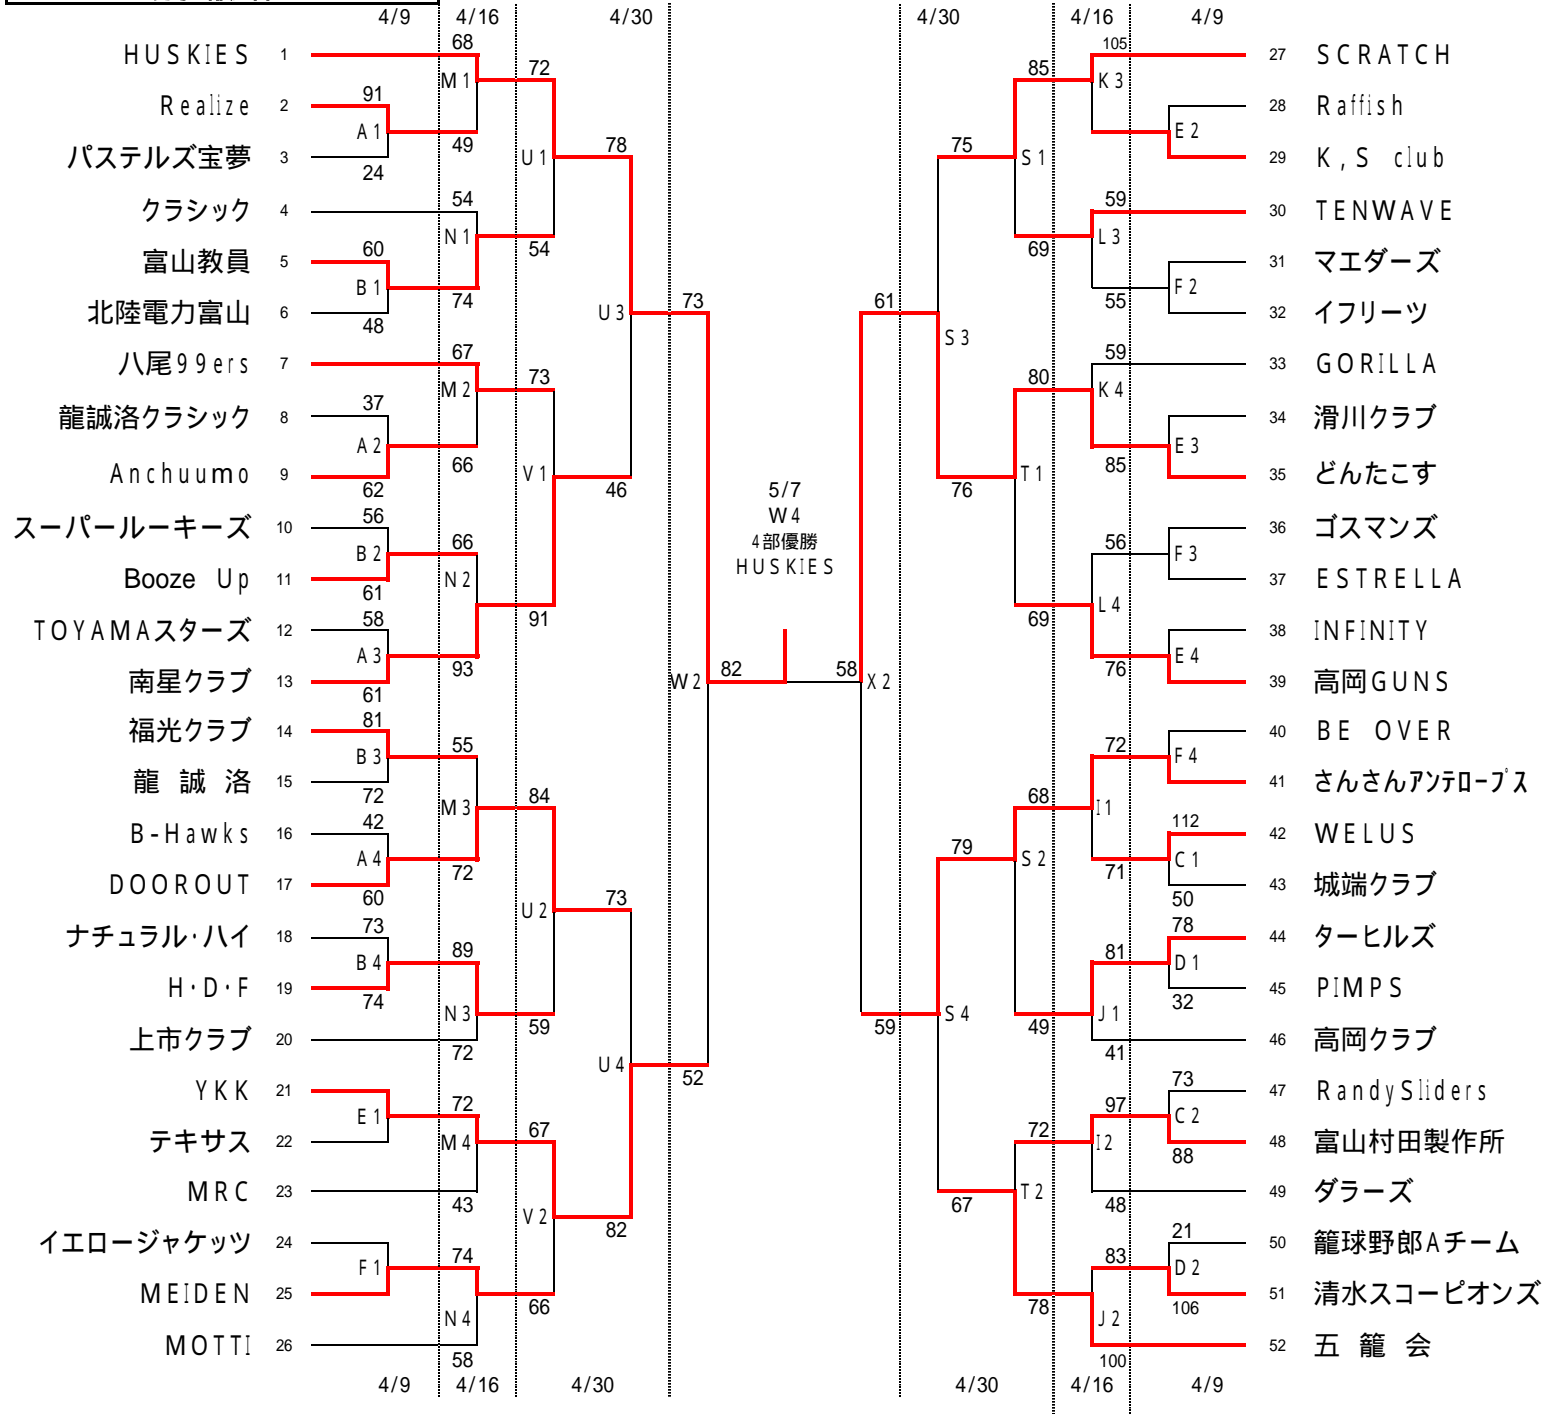 4/9 4/16 4/30 4/30 4/16 4/9
HUSKIES 1 68 72 85 105 27 SCRATCH
M1 K3
Realize 2 91 28 Raffish
A1 E2
パステルズ宝夢 3 24 49 U1 78 75 S1 29 K,S club
クラシック 4 54 59 30 TENWAVE
N1 54 69 L3
富山教員 5 60 31 マエダーズ
B1 74 55 F2
北陸電力富山 6 48 U3 73 61 S3 32 イフリーツ
八尾99ers 7 67 73 80 59 33 GORILLA
M2 K4
龍誠洛クラシック 8 37 34 滑川クラブ
A2 66 85 E3
Anchuumo 9 62 V1 46 76 T1 35 どんたこす
5/7
W4
4部優勝
HUSKIES
スーパールーキーズ 10 56 36 ゴスマンズ
B2 66 56 F3
Booze Up 11 61 N2 37 ESTRELLA
91 69 L4
TOYAMAスターズ 12 58 38 INFINITY
A3 93 76 E4
南星クラブ 13 61 W2 82 58 X2 39 高岡GUNS
福光クラブ 14 81 40 BE OVER
B3 55 72 F4
龍誠洛 15 72 41 さんさんアンテロープス
M3 84 68 I1
B-Hawks 16 42 112 42 WELUS
A4 72 79 S2 71 C1
DOOROUT 17 60 50 43 城端クラブ
U2 73
ナチュラル・ハイ 18 73 78 44 ターヒルズ
B4 89 81 D1
H・D・F 19 74 32 45 PIMPS
N3 59 59 S4 49 J1
上市クラブ 20 72 41 46 高岡クラブ
U4 52
YKK 21 73 47 RandySliders
E1 72 97 C2
テキサス 22 M4 67 72 I2 88 48 富山村田製作所
MRC 23 43 48 49 ダラーズ
V2 82 67 T2
イエロージャケッツ 24 21 50 籠球野郎Aチーム
F1 74 83 D2
MEIDEN 25 66 78 106 51 清水スコーピオンズ
N4 J2
MOTTI 26 58 100 52 五籠会
4/9 4/16 4/30 4/30 4/16 4/9